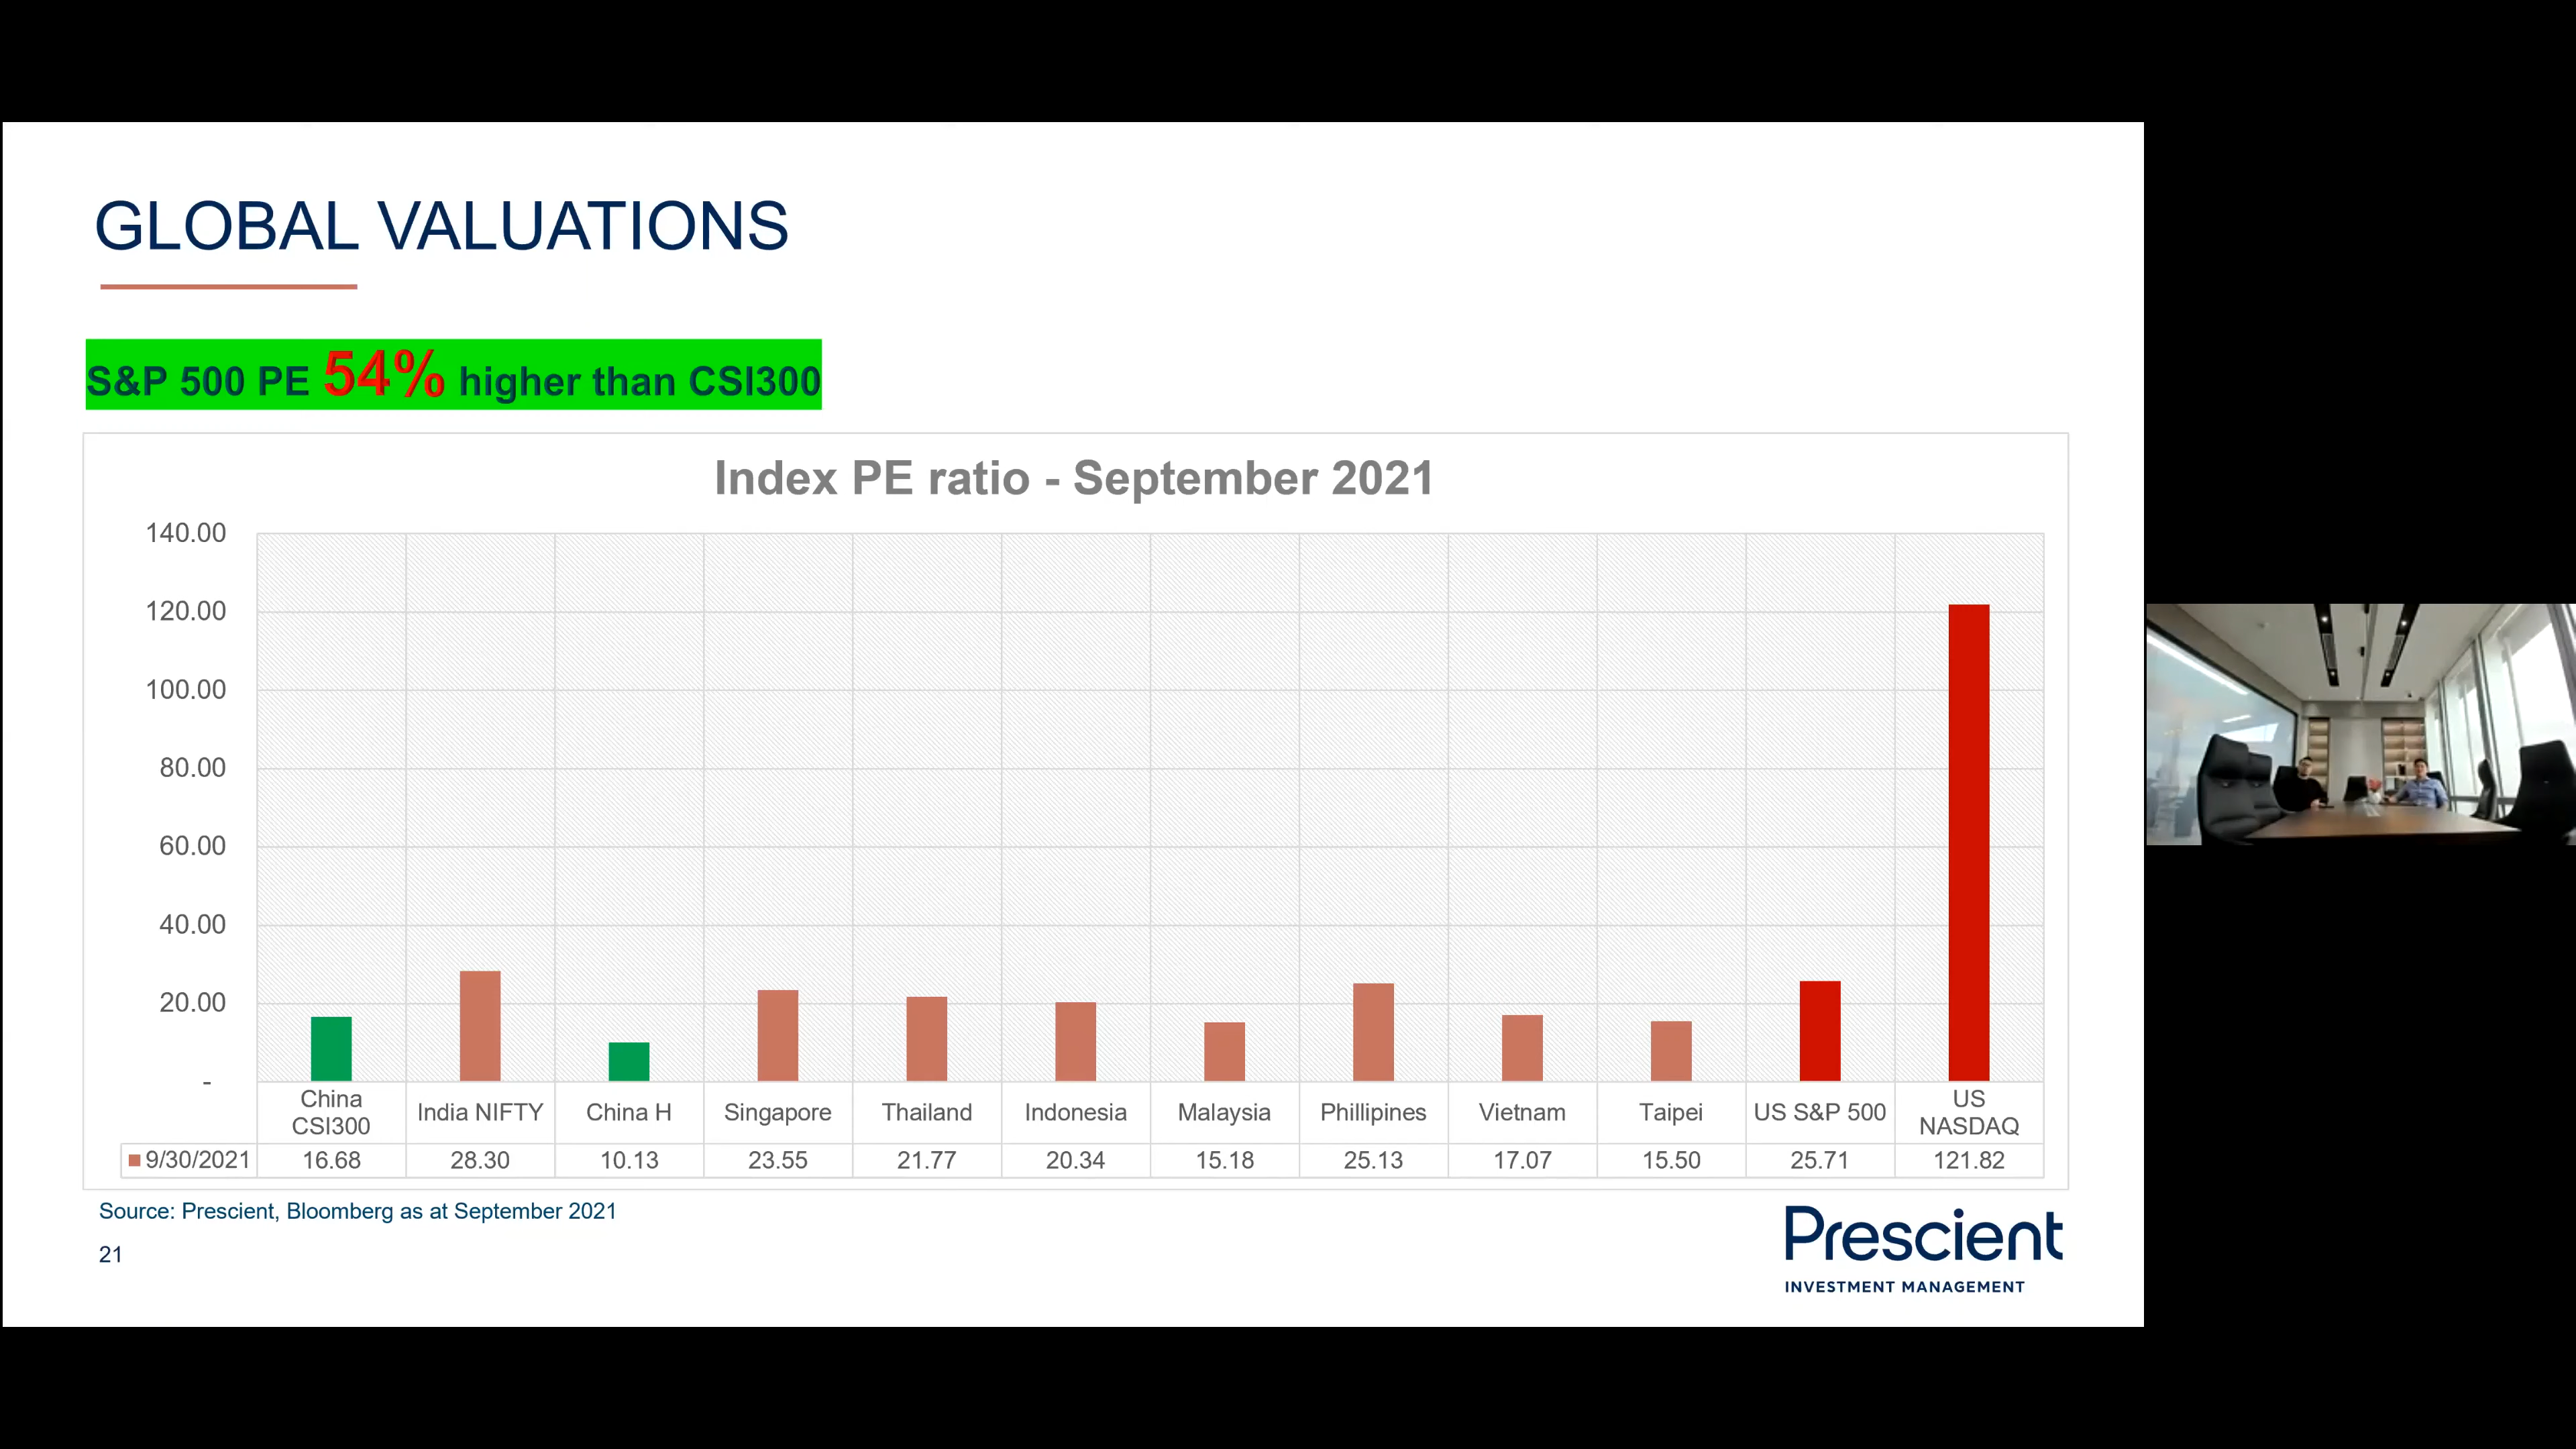 GLOBAL VALUATIONS
S&P 500 PE 54% higher than CSI300
Index PE ratio - September 2021
140.00
120.00
100.00
80.00
60.00
40.00
20.00
-
China CSI300 India NIFTY China H Singapore Thailand Indonesia Malaysia Phillipines Vietnam Taipei US S&P 500 US NASDAQ
9/30/2021 16.68 28.30 10.13 23.55 21.77 20.34 15.18 25.13 17.07 15.50 25.71 121.82
Source: Prescient, Bloomberg as at September 2021
21
Prescient
INVESTMENT MANAGEMENT